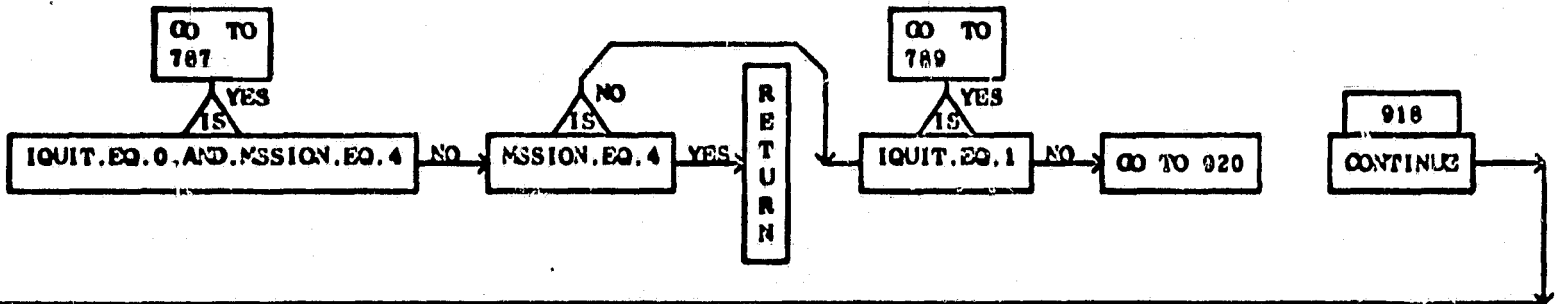 GO TO
787
YES
IS
IQUIT.EQ.0.AND.MSSION.EQ.4
NO
NO
IS
MSSION.EQ.4
YES
RETURN
GO TO
789
YES
IS
IQUIT.EQ.1
NO
GO TO 920
918
CONTINUE